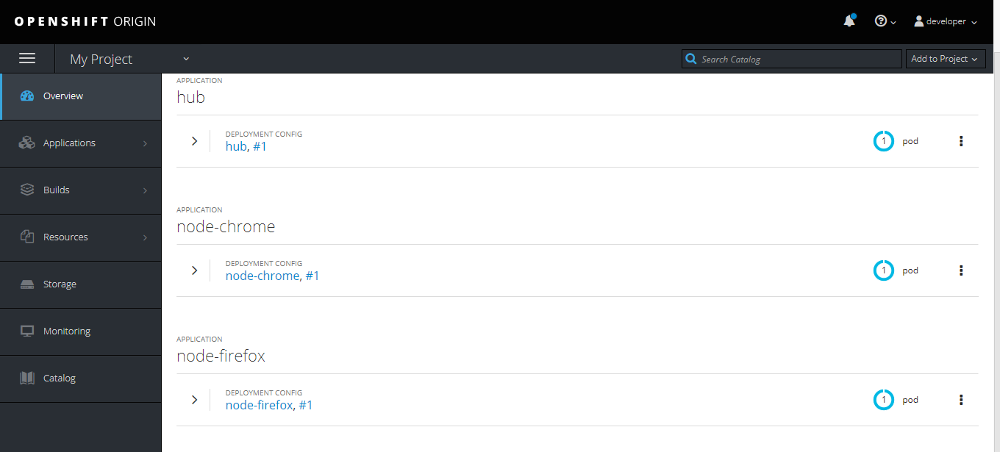 OPENSHIFT ORIGIN
developer
My Project
Search Catalog
Add to Project
Overview
Applications
Builds
Resources
Storage
Monitoring
Catalog
APPLICATION
hub
DEPLOYMENT CONFIG
hub, #1
1 pod
APPLICATION
node-chrome
DEPLOYMENT CONFIG
node-chrome, #1
1 pod
APPLICATION
node-firefox
DEPLOYMENT CONFIG
node-firefox, #1
1 pod